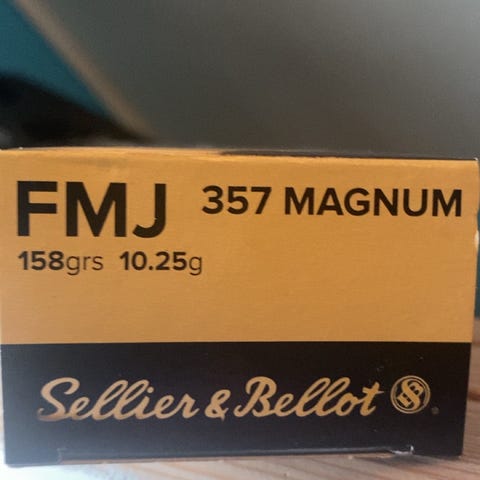 FMJ 357 MAGNUM
158grs 10.25g
Sellier & Bellot